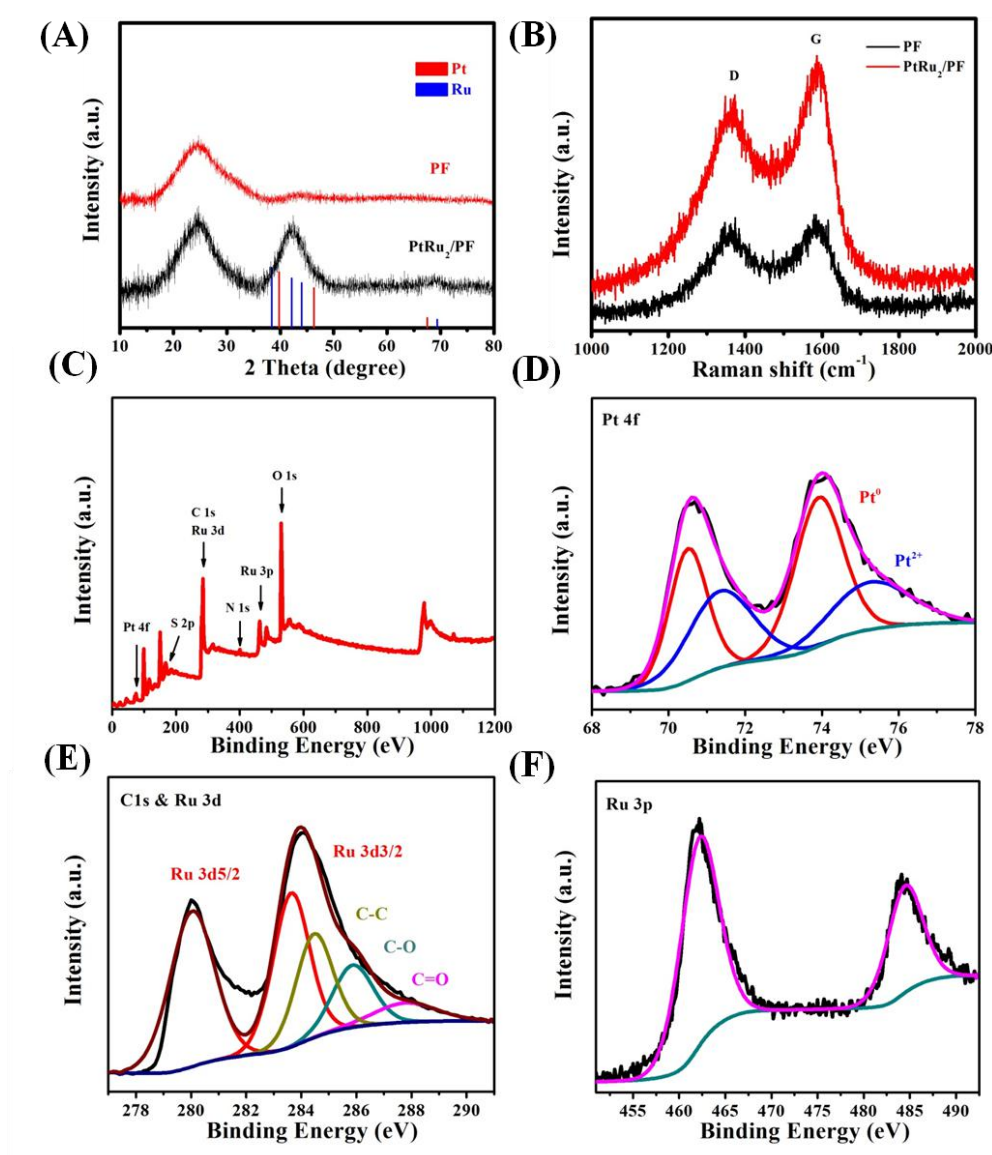 (A)
Intensity (a.u.)
Pt
Ru
PF
PtRu2/PF
10 20 30 40 50 60 70 80
2 Theta (degree)
(B)
Intensity (a.u.)
D
G
PF
PtRu2/PF
1000 1200 1400 1600 1800 2000
Raman shift (cm-1)
(C)
Intensity (a.u.)
Pt 4f
S 2p
C 1s
Ru 3d
N 1s
Ru 3p
O 1s
0 200 400 600 800 1000 1200
Binding Energy (eV)
(D)
Intensity (a.u.)
Pt 4f
Pt0
Pt2+
68 70 72 74 76 78
Binding Energy (eV)
(E)
Intensity (a.u.)
C1s & Ru 3d
Ru 3d5/2
Ru 3d3/2
C-C
C-O
C=O
278 280 282 284 286 288 290
Binding Energy (eV)
(F)
Intensity (a.u.)
Ru 3p
455 460 465 470 475 480 485 490
Binding Energy (eV)